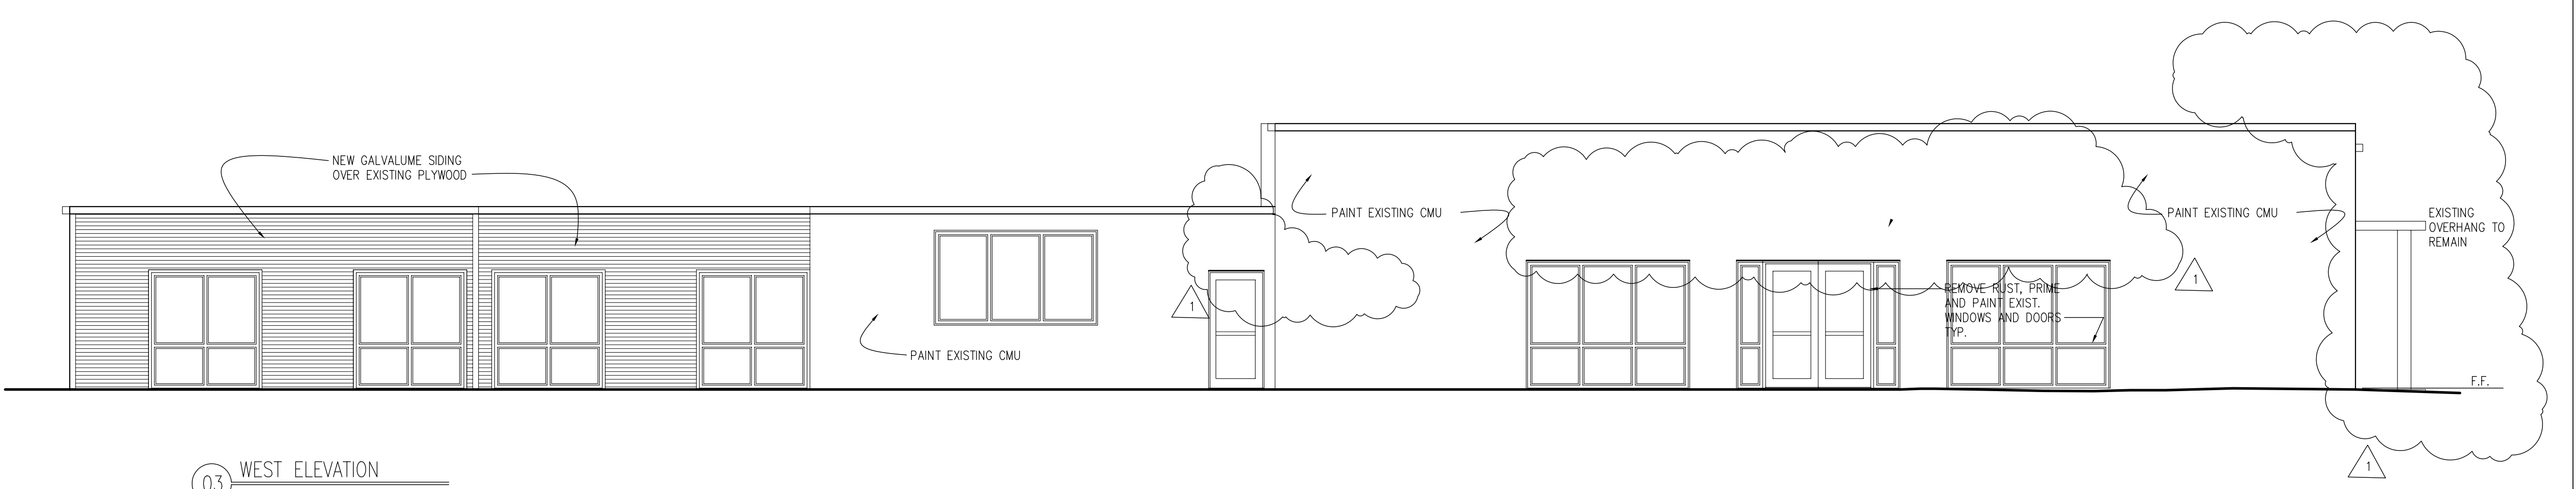 NEW GALVALUME SIDING
OVER EXISTING PLYWOOD
PAINT EXISTING CMU
PAINT EXISTING CMU
PAINT EXISTING CMU
EXISTING
OVERHANG TO
REMAIN
REMOVE RUST, PRIME
AND PAINT EXIST.
WINDOWS AND DOORS
TYP.
1
1
F.F.
1
03
WEST ELEVATION